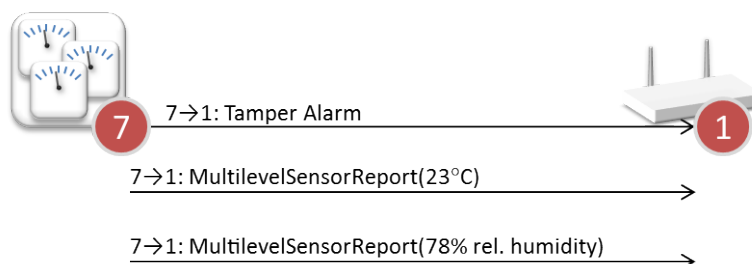 7→1: Tamper Alarm
7
1
7→1: MultilevelSensorReport(23°C)
7→1: MultilevelSensorReport(78% rel. humidity)